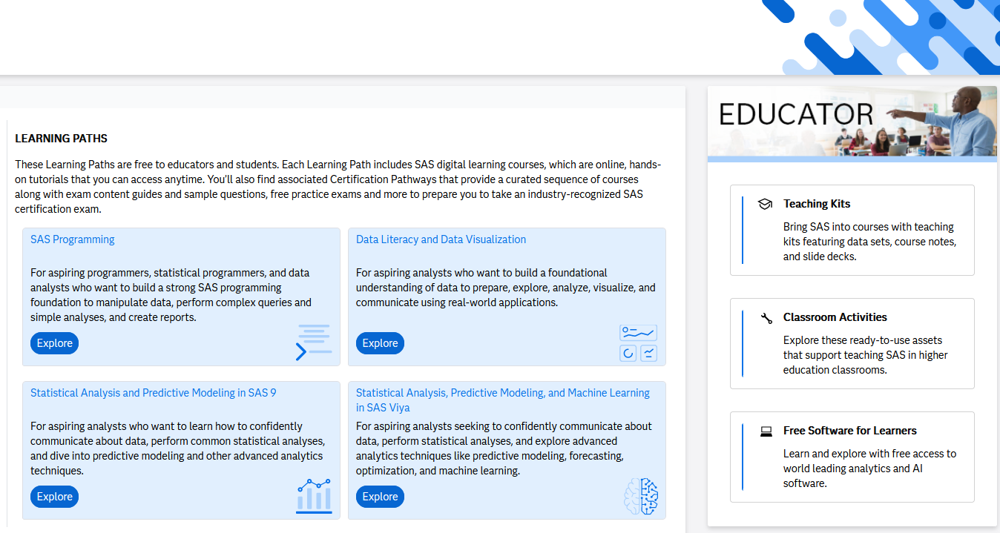 LEARNING PATHS
These Learning Paths are free to educators and students. Each Learning Path includes SAS digital learning courses, which are online, hands-
on tutorials that you can access anytime. You'll also find associated Certification Pathways that provide a curated sequence of courses
along with exam content guides and sample questions, free practice exams and more to prepare you to take an industry-recognized SAS
certification exam.
SAS Programming
For aspiring programmers, statistical programmers, and data
analysts who want to build a strong SAS programming
foundation to manipulate data, perform complex queries and
simple analyses, and create reports.
Explore
Data Literacy and Data Visualization
For aspiring analysts who want to build a foundational
understanding of data to prepare, explore, analyze, visualize, and
communicate using real-world applications.
Explore
Statistical Analysis and Predictive Modeling in SAS 9
For aspiring analysts who want to learn how to confidently
communicate about data, perform common statistical analyses,
and dive into predictive modeling and other advanced analytics
techniques.
Explore
Statistical Analysis, Predictive Modeling, and Machine Learning
in SAS Viya
For aspiring analysts seeking to confidently communicate about
data, perform statistical analyses, and explore advanced
analytics techniques like predictive modeling, forecasting,
optimization, and machine learning.
Explore
EDUCATOR
Teaching Kits
Bring SAS into courses with teaching
kits featuring data sets, course notes,
and slide decks.
Classroom Activities
Explore these ready-to-use assets
that support teaching SAS in higher
education classrooms.
Free Software for Learners
Learn and explore with free access to
world leading analytics and AI
software.